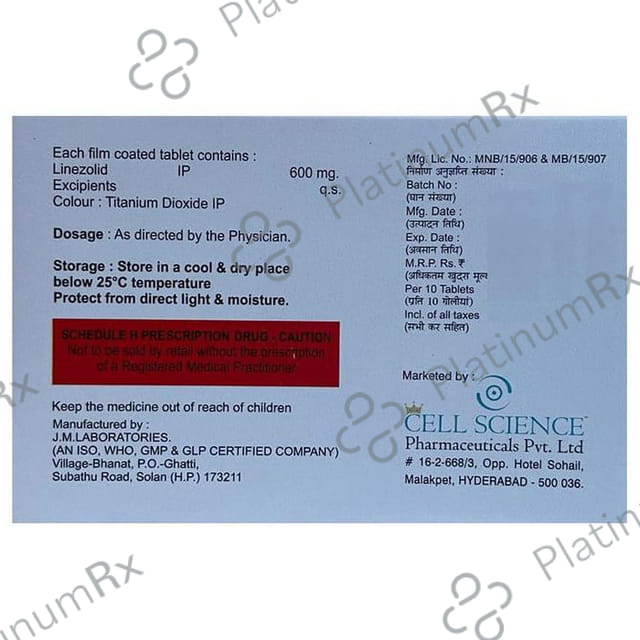 PlatinumRx
Each film coated tablet contains :
Linezolid IP 600 mg.
Excipients q.s.
Colour : Titanium Dioxide IP
Dosage : As directed by the Physician.
Storage : Store in a cool & dry place
below 25°C temperature
Protect from direct light & moisture.
SCHEDULE H PRESCRIPTION DRUG - CAUTION
Not to be sold by retail without the prescription
of a Registered Medical Practitioner
Keep the medicine out of reach of children
Manufactured by :
J.M.LABORATORIES.
(AN ISO, WHO, GMP & GLP CERTIFIED COMPANY)
Village-Bhanat, P.O.-Ghatti,
Subathu Road, Solan (H.P.) 173211
Mfg. Lic. No.: MNB/15/906 & MB/15/907
निर्माण अनुज्ञप्ति संख्या :
Batch No :
(घान संख्या)
Mfg. Date :
(उत्पादन तिथि)
Exp. Date :
(अवसान तिथि)
M.R.P. Rs. ₹
(अधिकतम खुदरा मूल्य
Per 10 Tablets
(प्रति 10 गोलीयां)
Incl. of all taxes
(सभी कर सहित)
Marketed by :
CELL SCIENCE™
Pharmaceuticals Pvt. Ltd
# 16-2-668/3, Opp. Hotel Sohail,
Malakpet, HYDERABAD - 500 036.
PlatinumRx
PlatinumRx
PlatinumRx
Platin